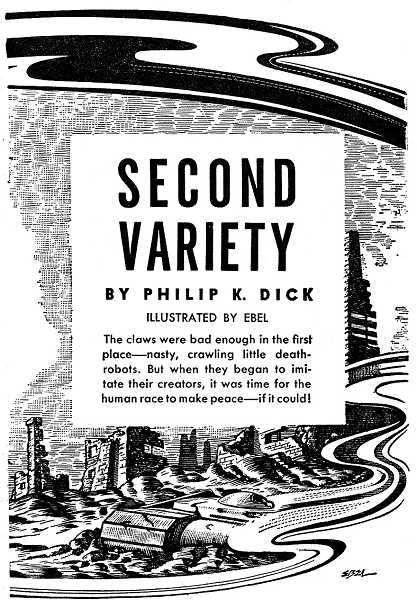 SECOND
VARIETY
BY PHILIP K. DICK
ILLUSTRATED BY EBEL
The claws were bad enough in the first
place—nasty, crawling little death-
robots. But when they began to imi-
tate their creators, it was time for the
human race to make peace—if it could!